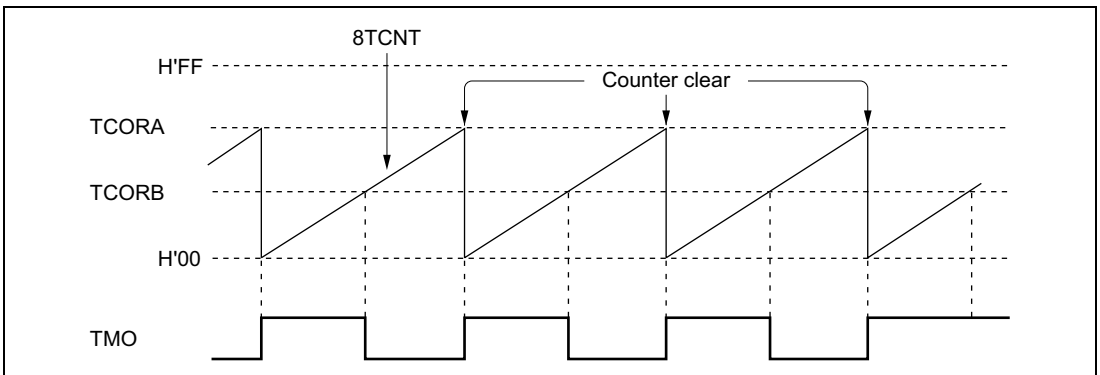 8TCNT
H'FF
Counter clear
TCORA
TCORB
H'00
TMO